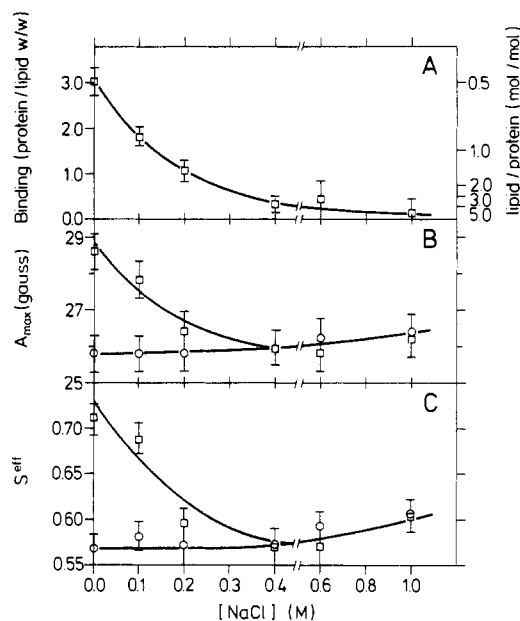 A
Binding (protein/lipid w/w)
3.0
2.0
1.0
0.0
lipid/protein (mol/mol)
0.5
1.0
2.0
3.0
5.0
B
A max (gauss)
29
27
25
C
S eff
0.70
0.65
0.60
0.55
0.0 0.1 0.2 0.3 0.4 0.6 0.8 1.0
[NaCl] (M)